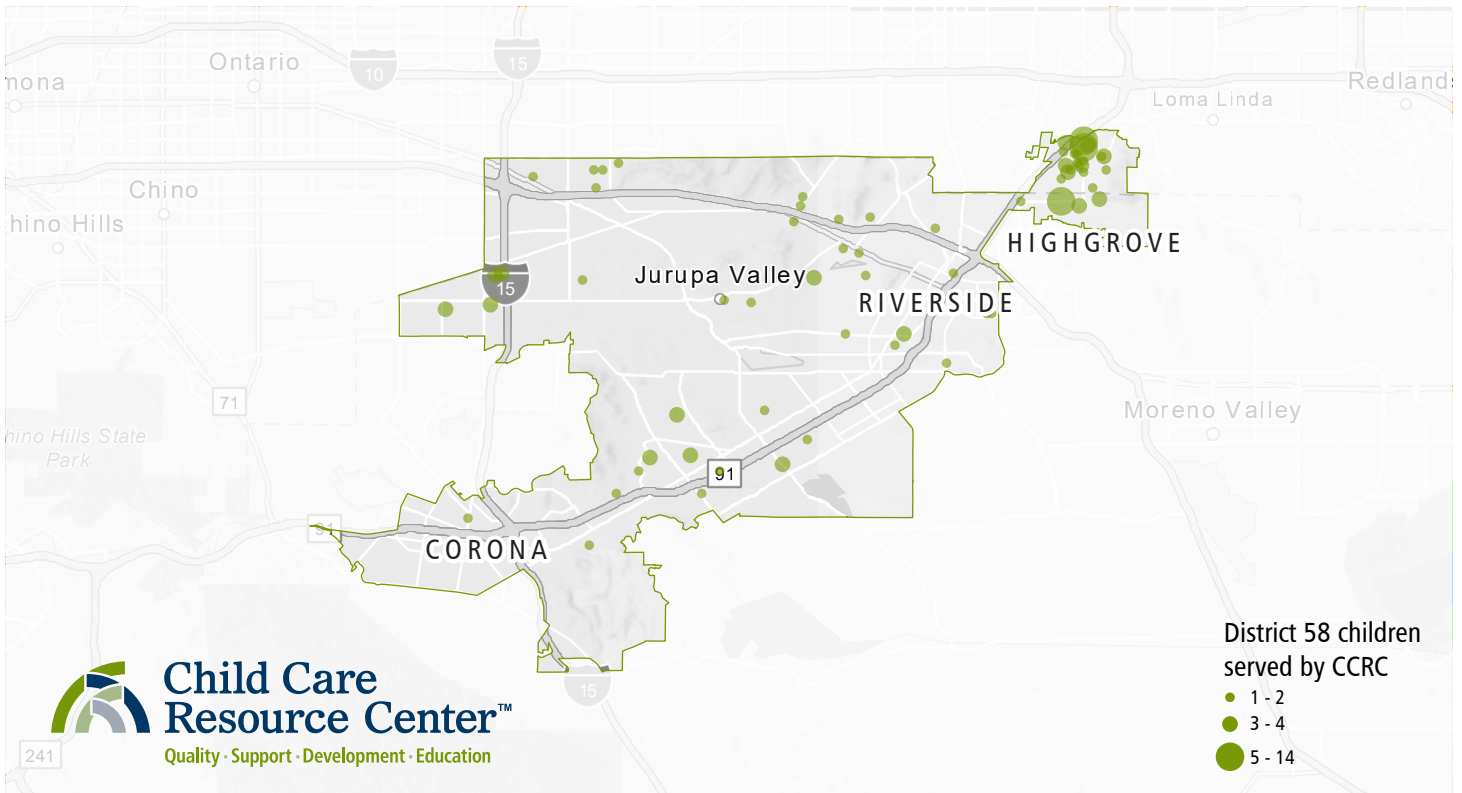 Ontario
10
15
mona
Redlands
Loma Linda
Chino
hino Hills
HIGHGROVE
Jurupa Valley
15
RIVERSIDE
71
Moreno Valley
hino Hills State
Park
91
91
CORONA
15
241
Child Care
Resource Center™
Quality · Support · Development · Education
District 58 children
served by CCRC
1 - 2
3 - 4
5 - 14